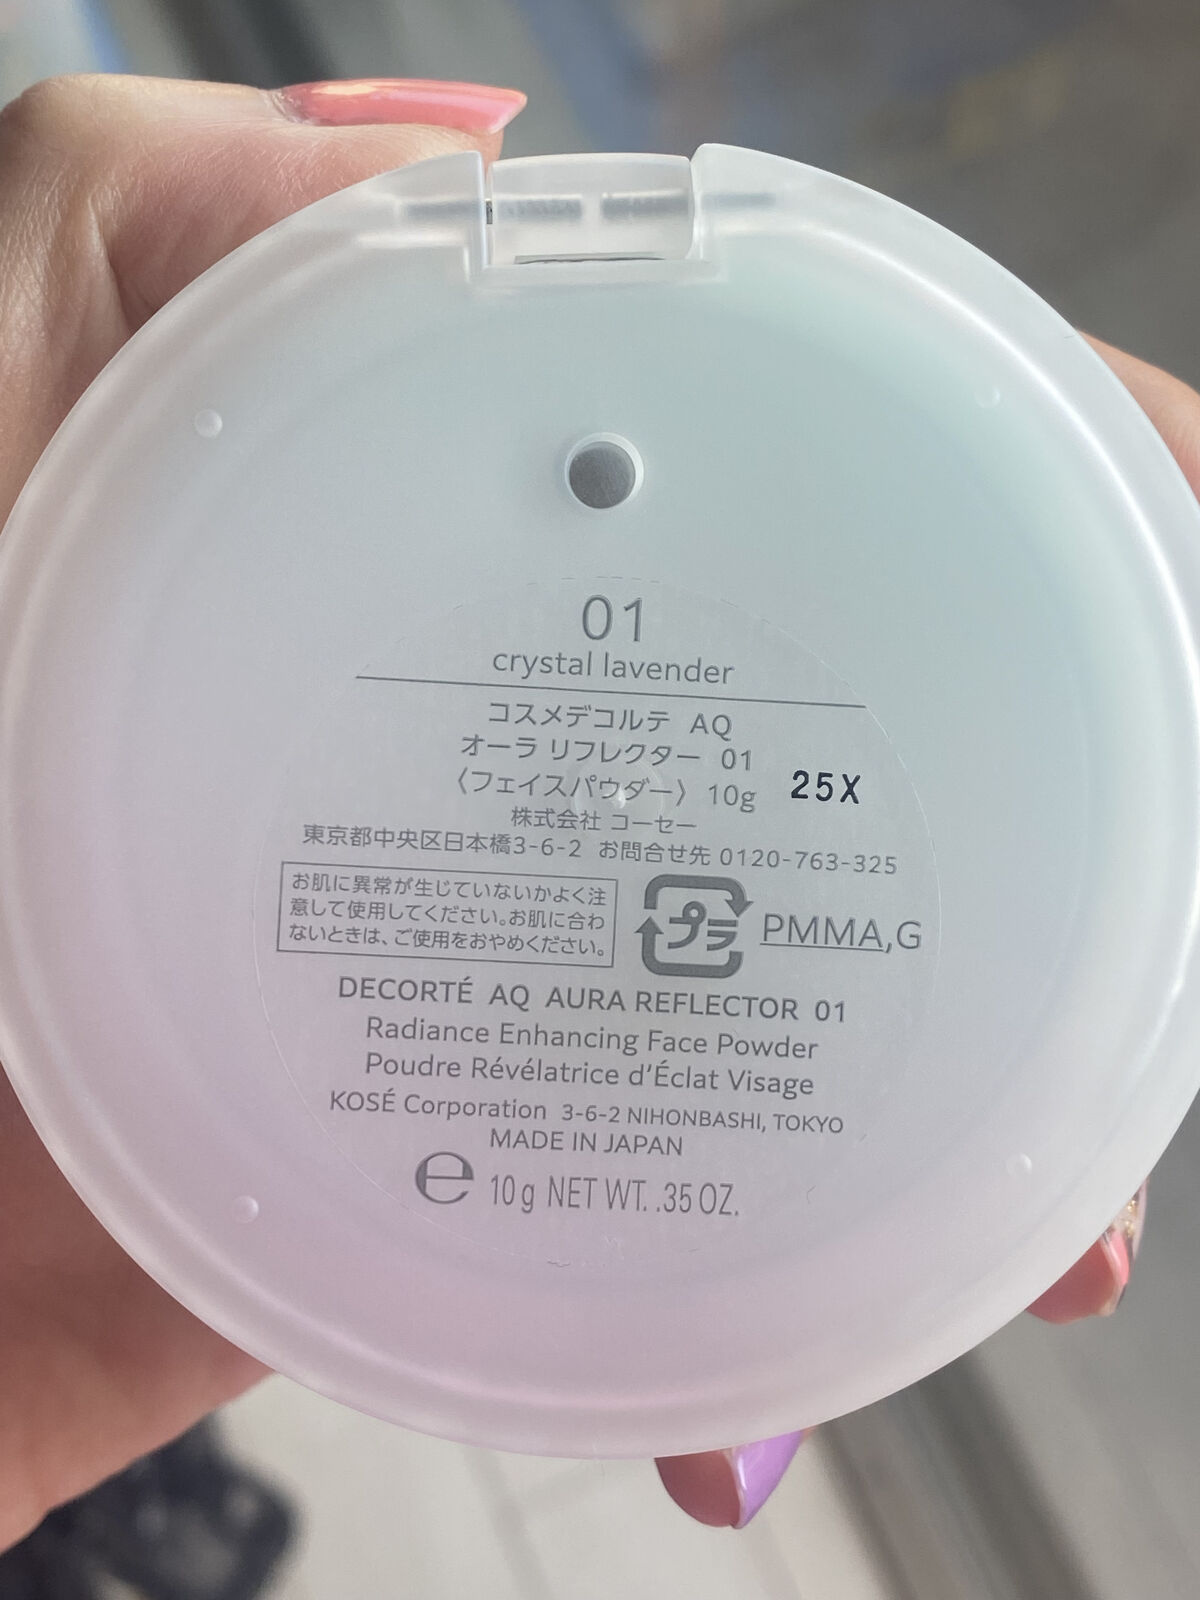 01
crystal lavender
コスメデコルテ AQ
オーラ リフレクター 01
〈フェイスパウダー〉 10g
25X
株式会社 コーセー
東京都中央区日本橋3-6-2 お問合せ先 0120-763-325
お肌に異常が生じていないかよく注
意して使用してください。お肌に合わ
ないときは、ご使用をおやめください。
プラ
PMMA,G
DECORTÉ AQ AURA REFLECTOR 01
Radiance Enhancing Face Powder
Poudre Révélatrice d'Éclat Visage
KOSÉ Corporation 3-6-2 NIHONBASHI, TOKYO
MADE IN JAPAN
℮ 10g NET WT. .35 OZ.